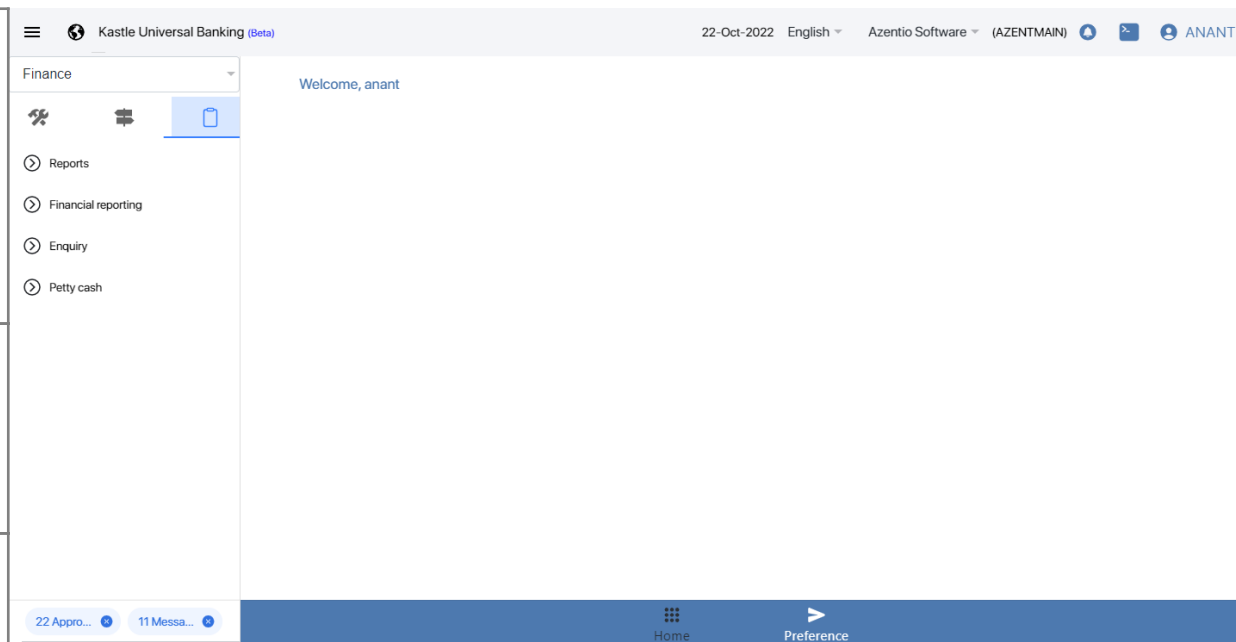 Kastle Universal Banking (Beta)
22-Oct-2022 English Azentio Software (AZENTMAIN) ANANT
Finance
Welcome, anant
Reports
Financial reporting
Enquiry
Petty cash
22 Appro... 11 Messa...
Home Preference